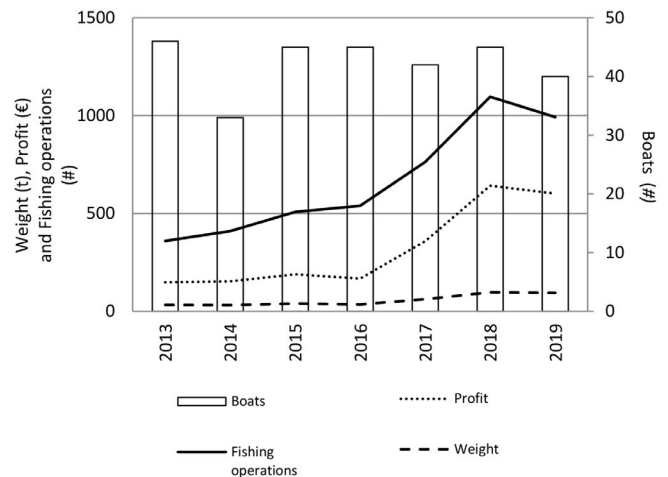 1500
1000
500
0
Weight (t), Profit (€)
and Fishing operations
(#)
50
40
30
20
10
0
Boats (#)
2013
2014
2015
2016
2017
2018
2019
Boats
Profit
Fishing
operations
Weight